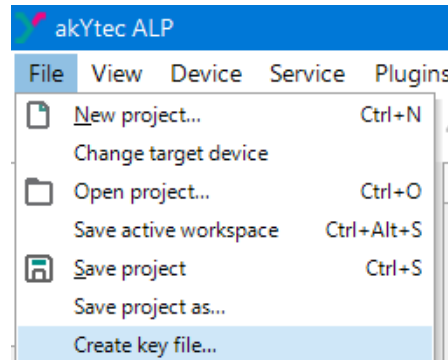 akYtec ALP
File View Device Service Plugins
New project... Ctrl+N
Change target device
Open project... Ctrl+O
Save active workspace Ctrl+Alt+S
Save project Ctrl+S
Save project as...
Create key file...